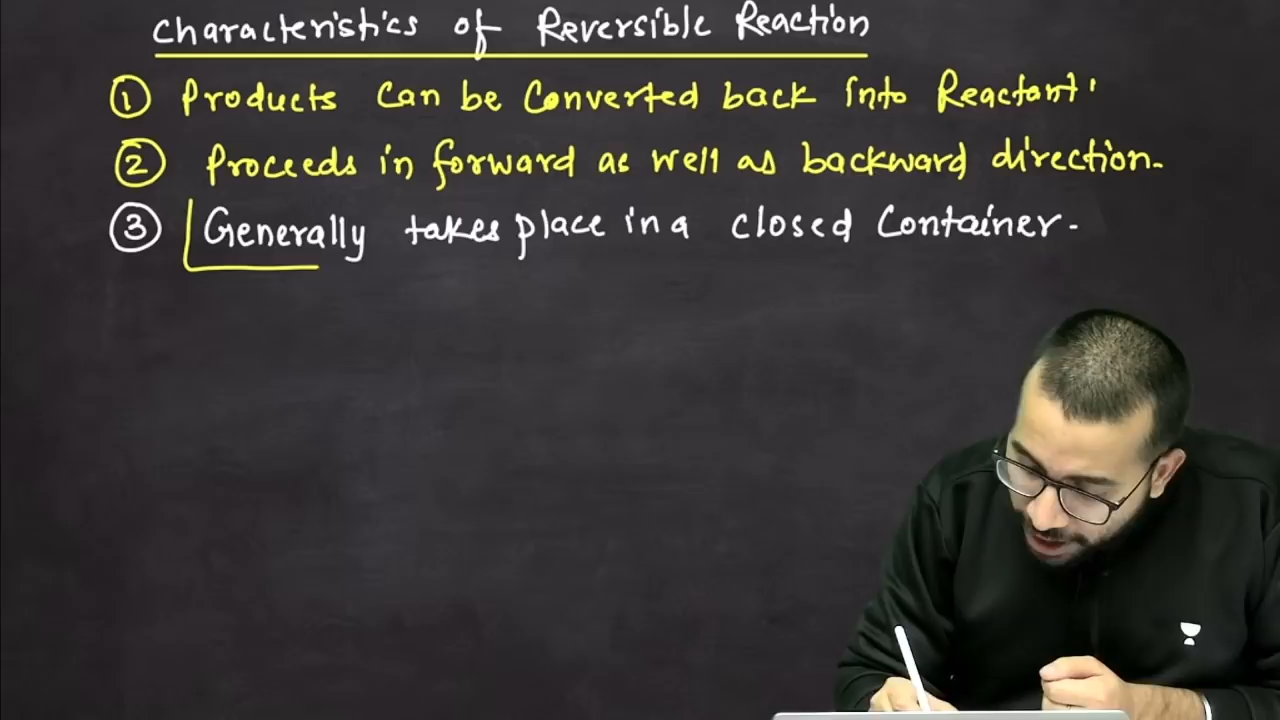 Characteristics of Reversible Reaction
① Products can be Converted back into Reactant.
② Proceeds in forward as well as backward direction.
③ Generally takes place in a closed Container.